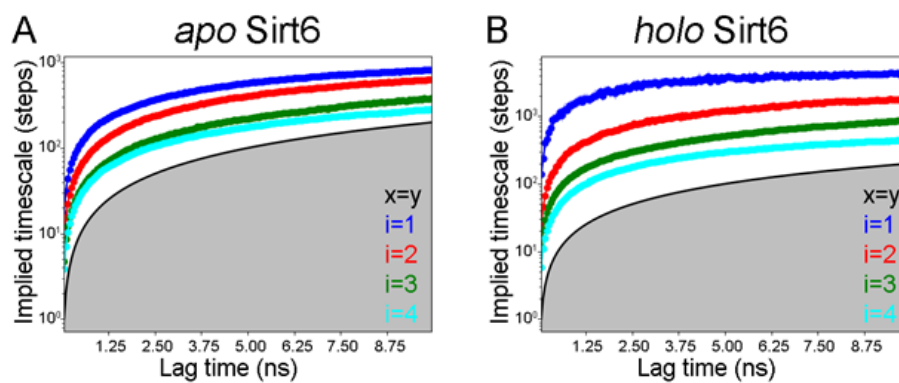 A apo Sirt6
Implied timescale (steps)
10³
10²
10¹
10⁰
x=y
i=1
i=2
i=3
i=4
1.25 2.50 3.75 5.00 6.25 7.50 8.75
Lag time (ns)
B holo Sirt6
Implied timescale (steps)
10³
10²
10¹
10⁰
x=y
i=1
i=2
i=3
i=4
1.25 2.50 3.75 5.00 6.25 7.50 8.75
Lag time (ns)